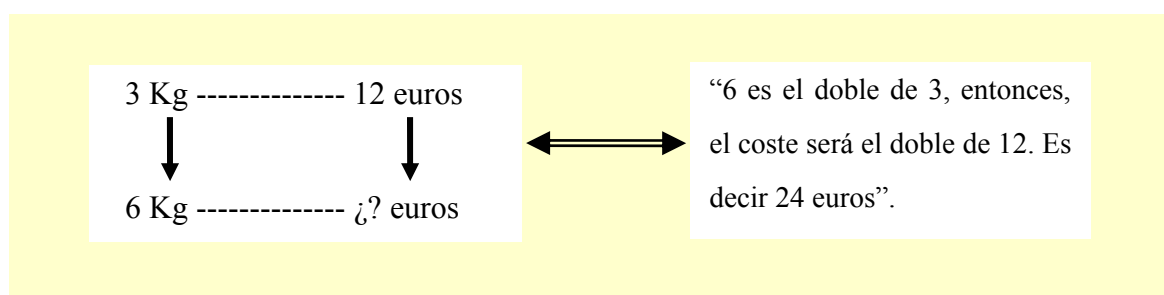 3 Kg -------------- 12 euros
6 Kg -------------- ¿? euros
“6 es el doble de 3, entonces,
el coste será el doble de 12. Es
decir 24 euros”.